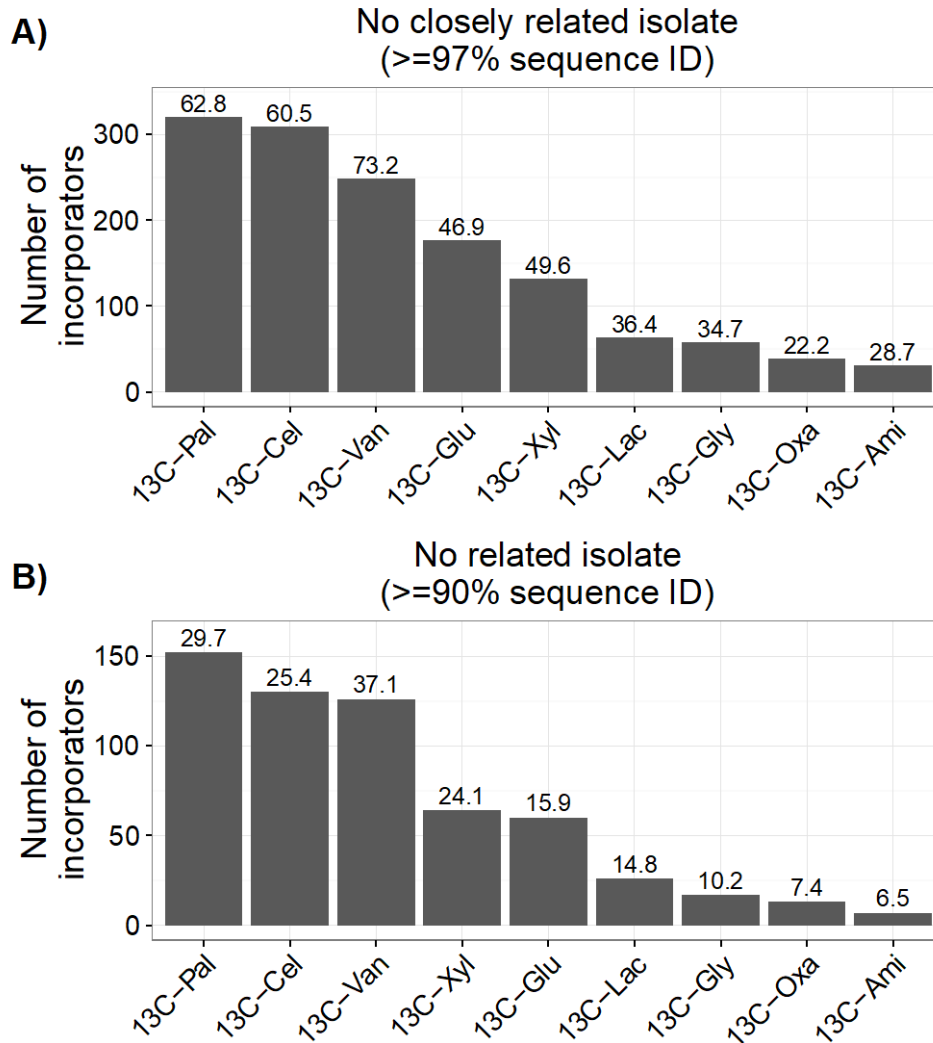 A)
No closely related isolate
(>=97% sequence ID)
Number of
incorporators
300
200
100
0
62.8
60.5
73.2
46.9
49.6
36.4
34.7
22.2
28.7
13C−Pal
13C−Cel
13C−Van
13C−Glu
13C−Xyl
13C−Lac
13C−Gly
13C−Oxa
13C−Ami
B)
No related isolate
(>=90% sequence ID)
Number of
incorporators
150
100
50
0
29.7
25.4
37.1
24.1
15.9
14.8
10.2
7.4
6.5
13C−Pal
13C−Cel
13C−Van
13C−Xyl
13C−Glu
13C−Lac
13C−Gly
13C−Oxa
13C−Ami